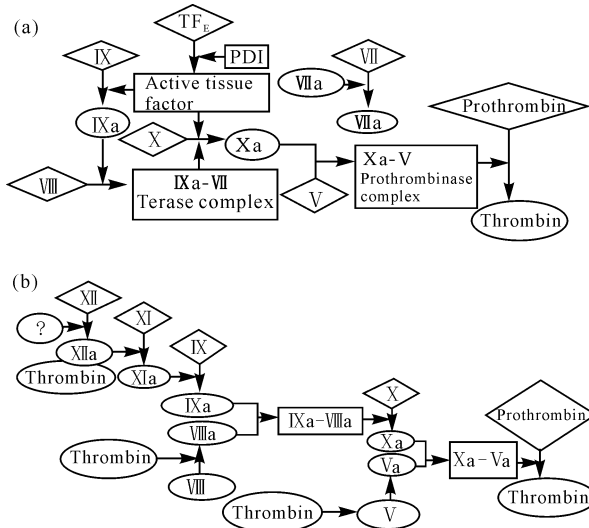 (a)
TF_E
IX
PDI
VII
Active tissue
factor
VIIa
Prothrombin
IXa
VIIa
X
Xa
Xa-V
Prothrombinase
complex
VIII
IXa-VII
Terase complex
V
Thrombin
(b)
XII
XI
?
IX
XIIa
Thrombin
XIa
X
IXa
IXa-VIIIa
Prothrombin
VIIIa
Xa
Thrombin
Va
Xa-Va
VIII
Thrombin
V
Thrombin